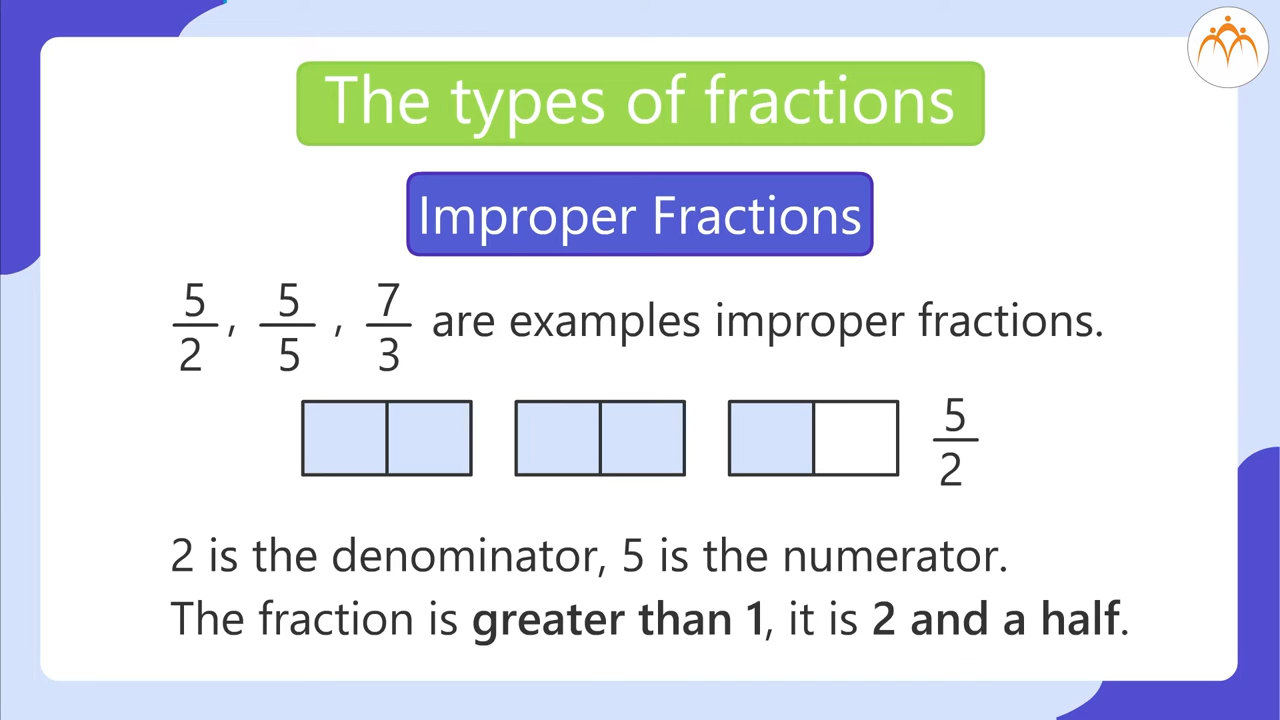 The types of fractions
Improper Fractions
5/2, 5/5, 7/3 are examples improper fractions.
5/2
2 is the denominator, 5 is the numerator.
The fraction is greater than 1, it is 2 and a half.